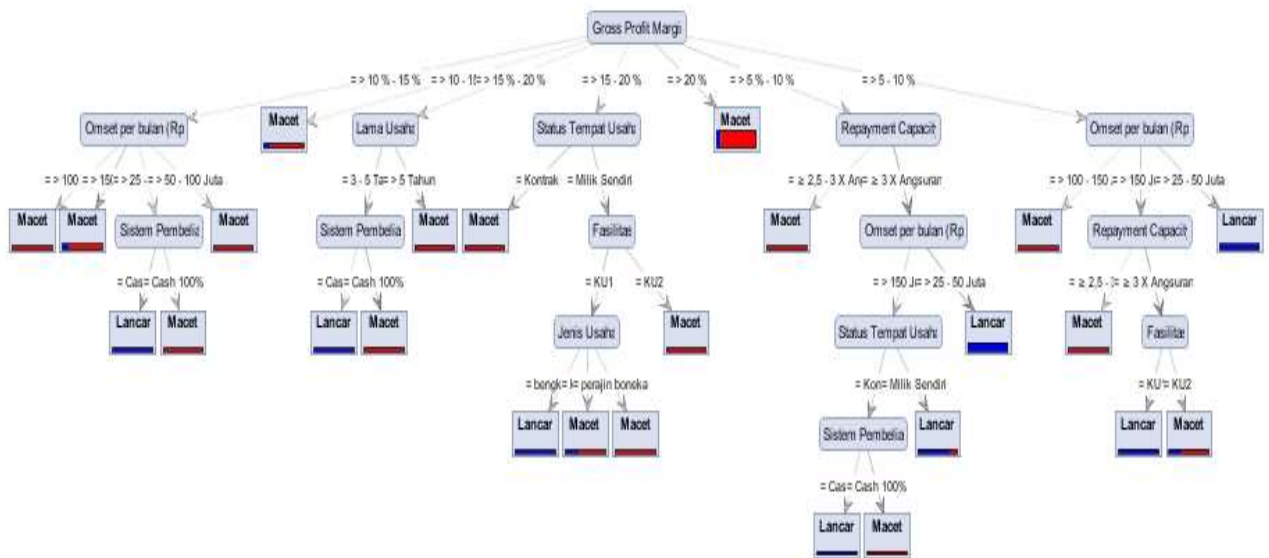 Gross Profit Margi
= > 10 % - 15 %
= > 10 - 1
= > 15 % - 20 %
= > 15 - 20 %
= > 20 %
= > 5 % - 10 %
= > 5 - 10 %
Omset per bulan (Rp
Macet
Lama Usaha
Status Tempat Usaha
Macet
Repayment Capacit
Omset per bulan (Rp
= > 100
= > 150
= > 25 -
= > 50 - 100 Juta
= 3 - 5 Ta
= > 5 Tahun
= Kontrak
= Milik Sendiri
= ≥ 2,5 - 3 X An
= ≥ 3 X Angsuran
= > 100 - 150
= > 150 J
= > 25 - 50 Juta
Macet
Macet
Sistem Pembelia
Macet
Sistem Pembelia
Macet
Macet
Fasilitas
Macet
Omset per bulan (Rp
Macet
Repayment Capacit
Lancar
= Cas
= Cash 100%
= Cas
= Cash 100%
= KU1
= KU2
= > 150 J
= > 25 - 50 Juta
= ≥ 2,5 - 3
= ≥ 3 X Angsuran
Lancar
Macet
Lancar
Macet
Jenis Usaha
Macet
Status Tempat Usaha
Lancar
Macet
Fasilitas
= bengk
= perajin boneka
= Kon
= Milik Sendiri
= KU
= KU2
Lancar
Macet
Macet
Sistem Pembelia
Lancar
Lancar
Macet
= Cas
= Cash 100%
Lancar
Macet